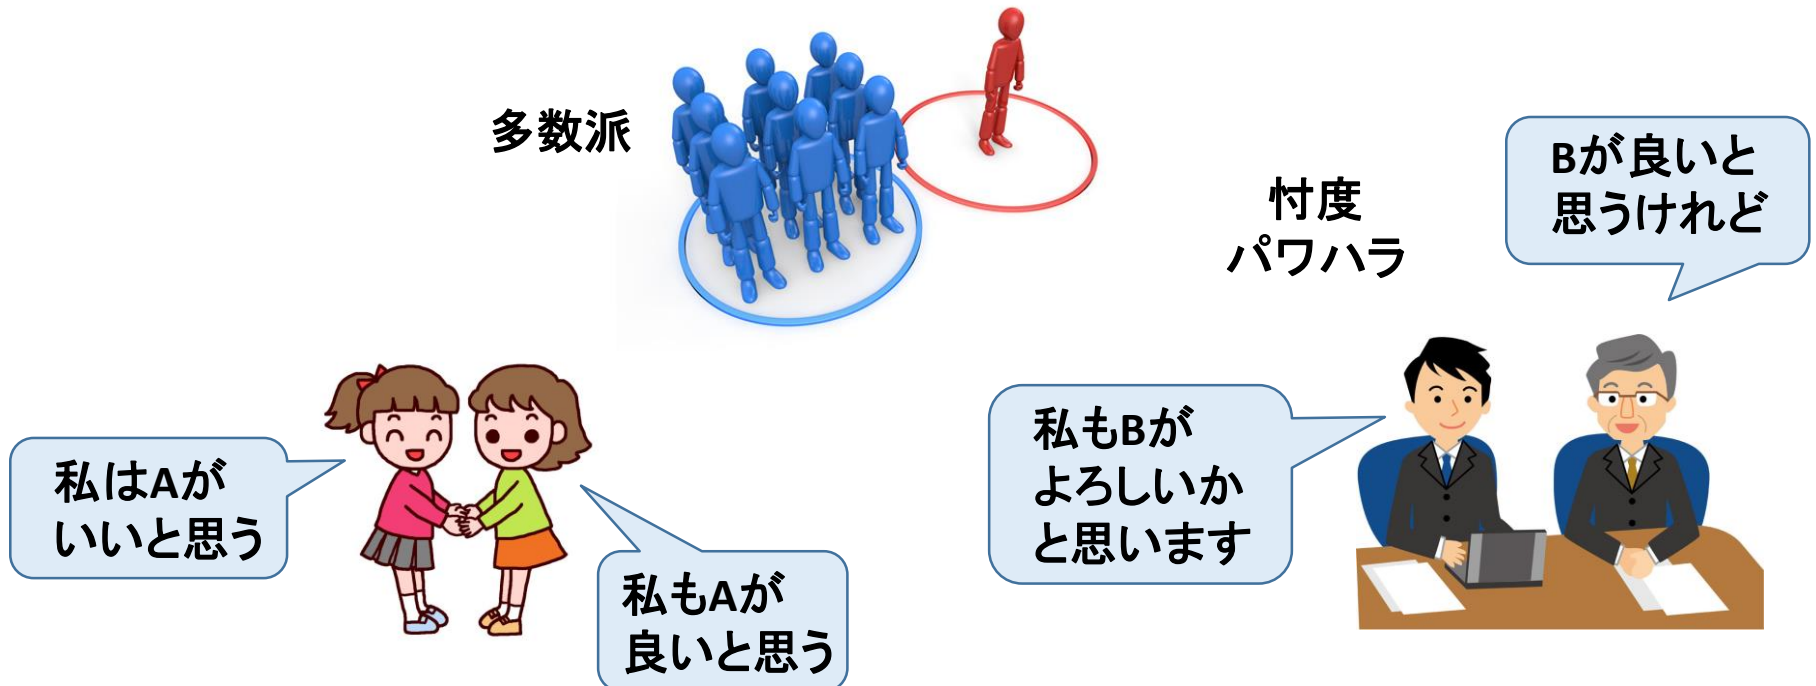 多数派
忖度
パワハラ
Bが良いと
思うけれど
私はAが
いいと思う
私もAが
良いと思う
私もBが
よろしいか
と思います